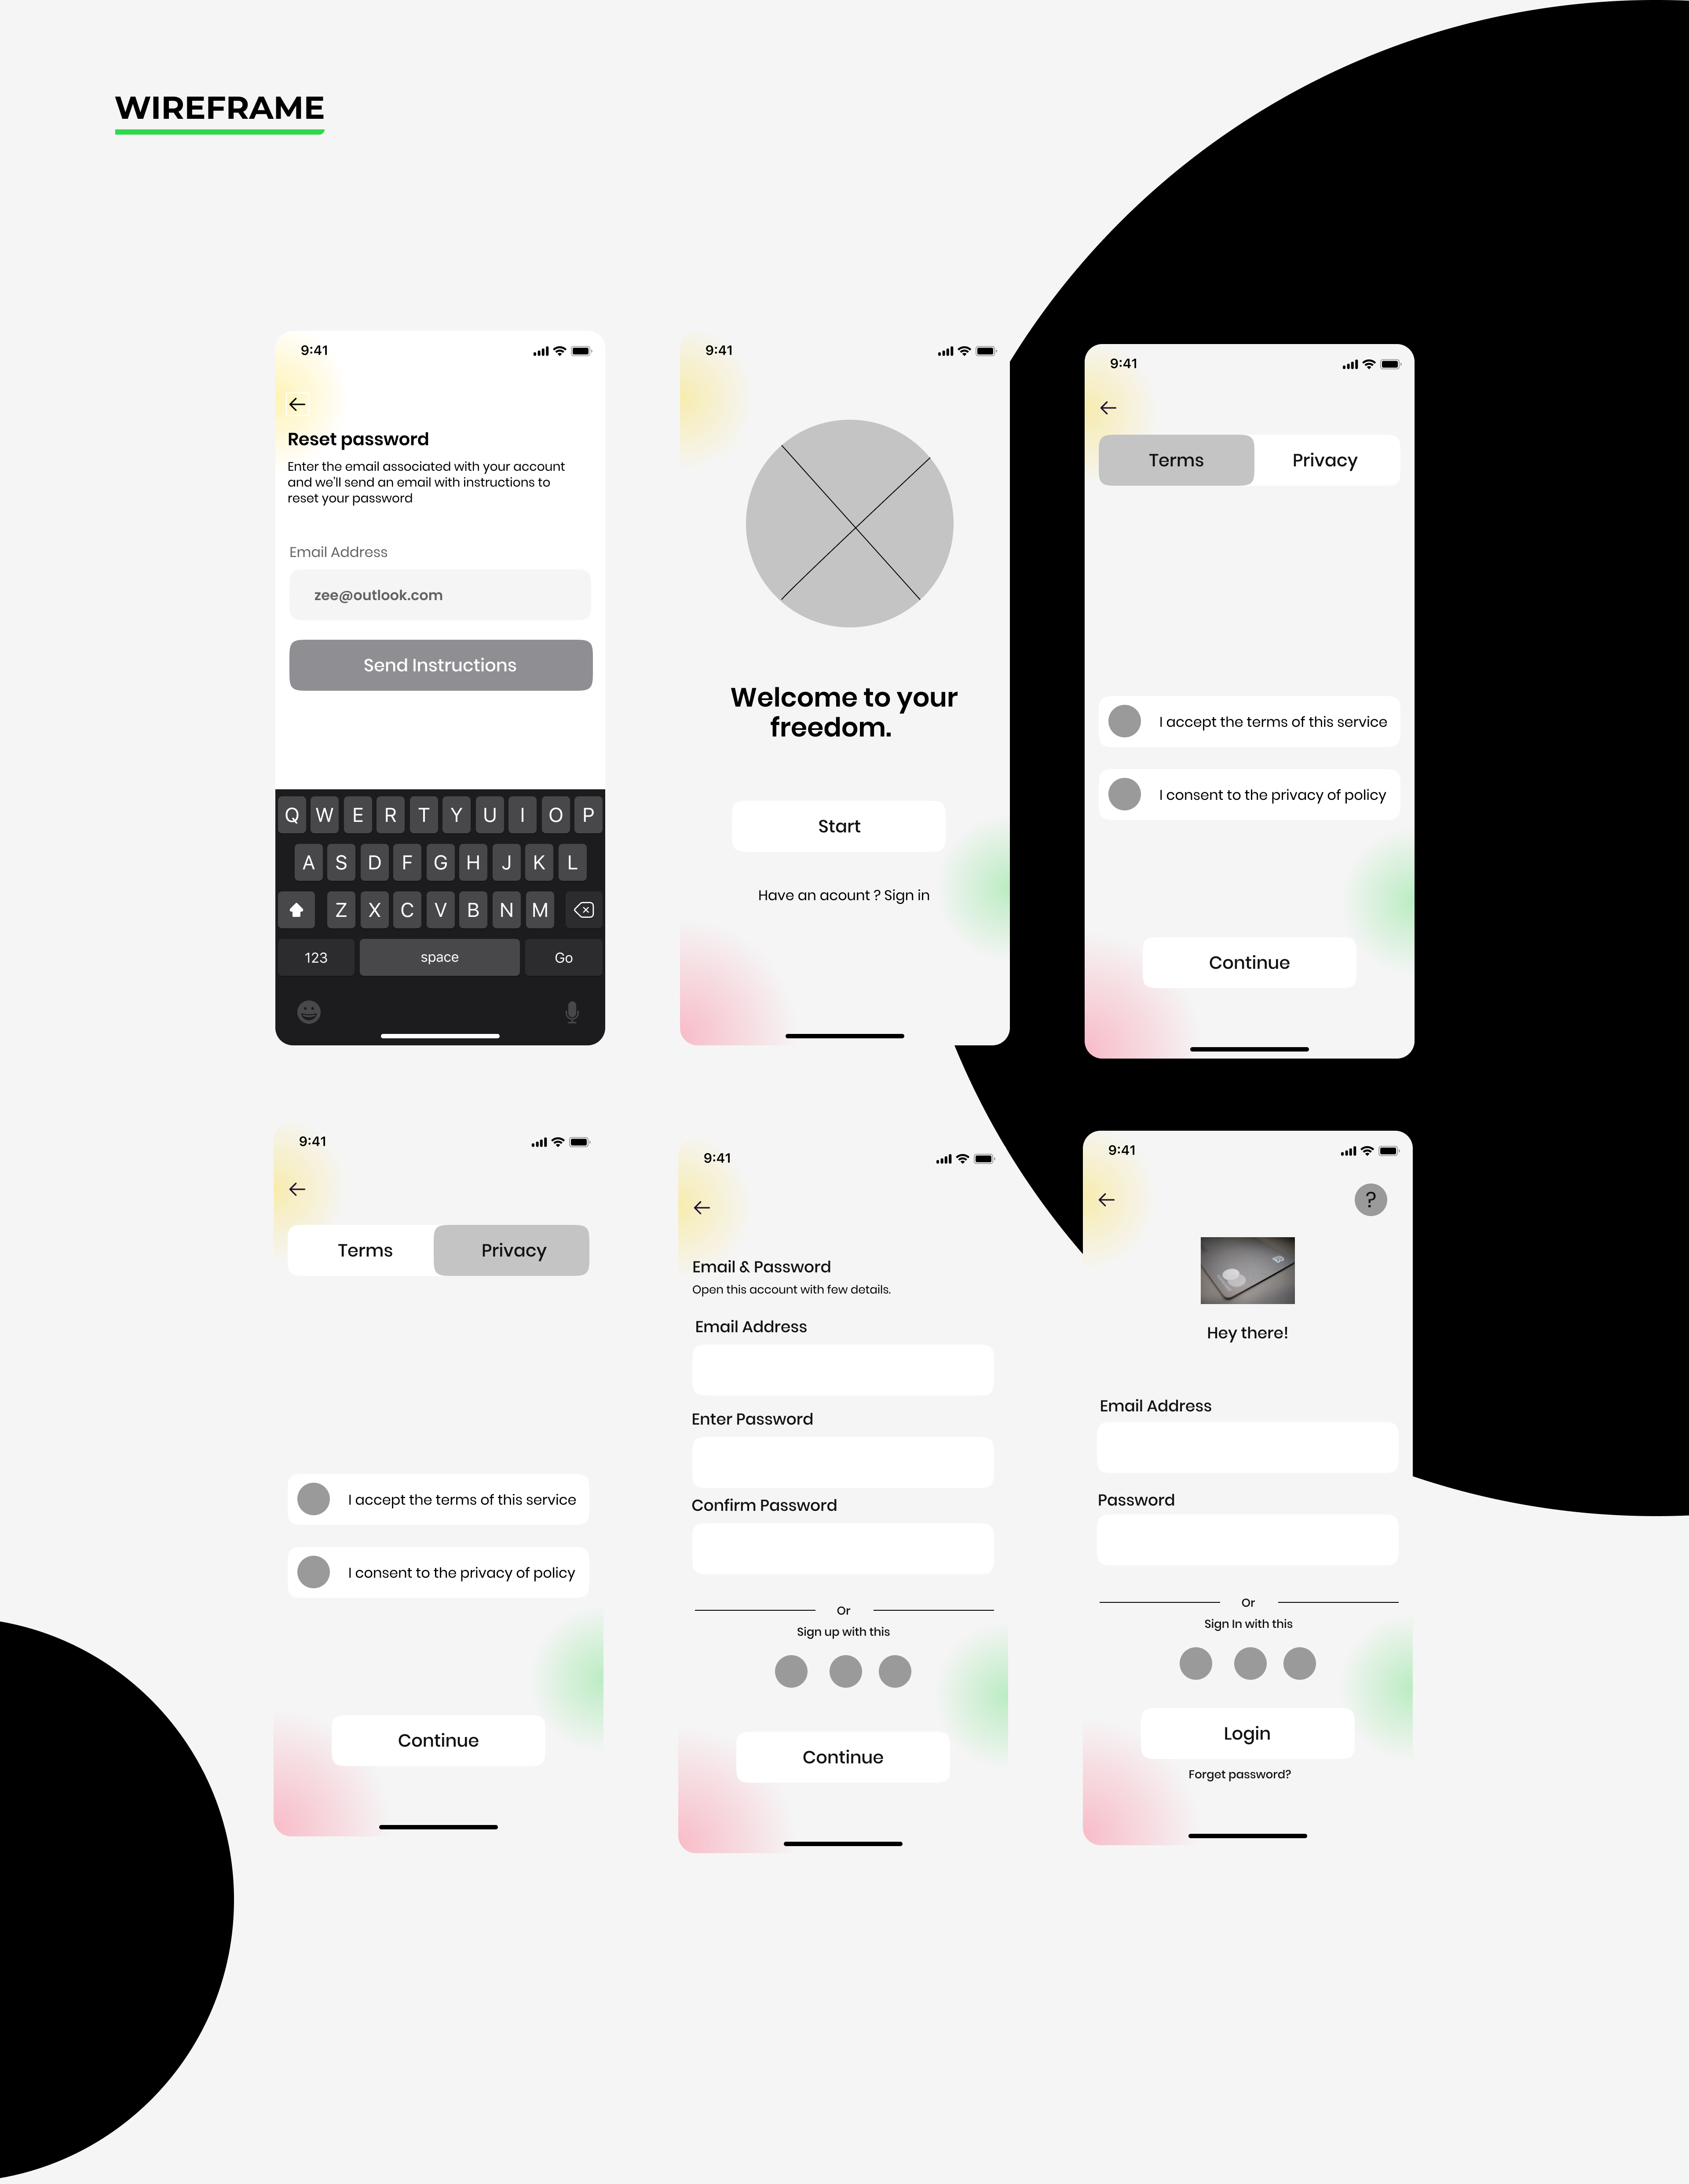 WIREFRAME
9:41
Reset password
Enter the email associated with your account
and we'll send an email with instructions to
reset your password
Email Address
zee@outlook.com
Send Instructions
Q W E R T Y U I O P
A S D F G H J K L
Z X C V B N M
123 space Go
9:41
Welcome to your
freedom.
Start
Have an acount ? Sign in
9:41
Terms Privacy
I accept the terms of this service
I consent to the privacy of policy
Continue
9:41
Terms Privacy
I accept the terms of this service
I consent to the privacy of policy
Continue
9:41
Email & Password
Open this account with few details.
Email Address
Enter Password
Confirm Password
Or
Sign up with this
Continue
9:41
?
Hey there!
Email Address
Password
Or
Sign In with this
Login
Forget password?